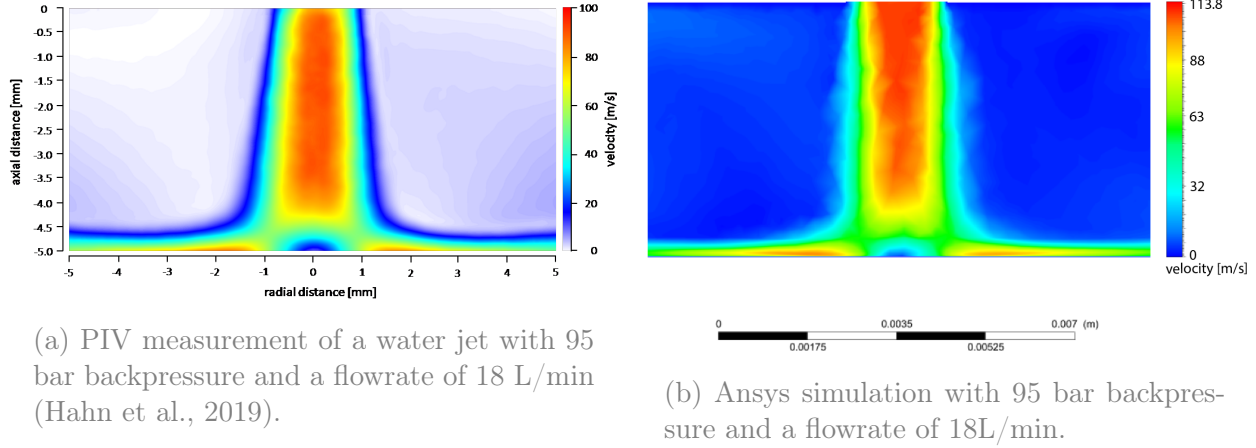 0
-0.5
-1.0
-1.5
-2.0
-2.5
-3.0
-3.5
-4.0
-4.5
-5.0
axial distance [mm]
-5 -4 -3 -2 -1 0 1 2 3 4 5
radial distance [mm]
100
80
60
40
20
0
velocity [m/s]
(a) PIV measurement of a water jet with 95
bar backpressure and a flowrate of 18 L/min
(Hahn et al., 2019).
113.8
88
63
32
0
velocity [m/s]
0 0.0035 0.007 (m)
0.00175 0.00525
(b) Ansys simulation with 95 bar backpres-
sure and a flowrate of 18L/min.